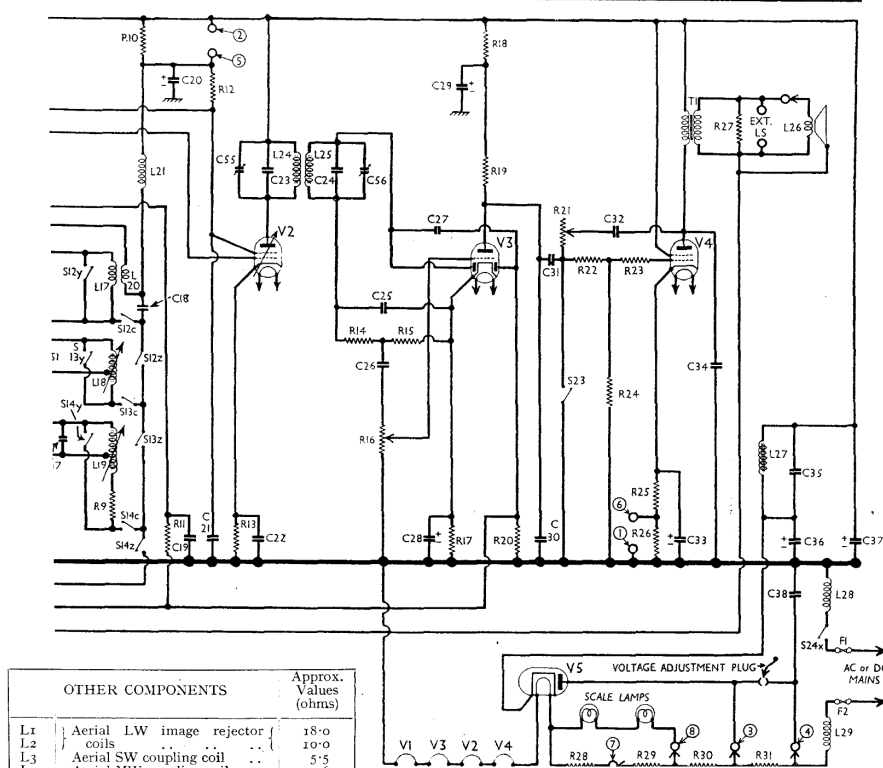 R10
②
⑤
C20
R12
R18
C29
T1
R27
EXT.
LS
L26
L21
C55
L24
C23
L25
C24
C56
R19
V2
C27
V3
R21
C32
V4
S12y
L17
L
20
C18
C31
R22
R23
S12c
C25
R14
R15
C34
S
13y
S12z
C26
S23
R24
L18
S13c
S14y
R16
S13z
L27
C35
L19
R9
R25
⑥
S14c
R11
C19
C
21
R13
C22
C28
R17
R20
C
30
①
R26
C33
C36
C37
S14z
C38
L28
S24x
F1
V5
VOLTAGE ADJUSTMENT PLUG
AC or D
MAINS
F2
SCALE LAMPS
⑧
③
④
L29
V1
V3
V2
V4
R28
⑦
R29
R30
R31
OTHER COMPONENTS
Approx.
Values
(ohms)
L1
Aerial LW image rejector
18·0
L2
coils .. .. ..
10·0
L3
Aerial SW coupling coil ..
5·5